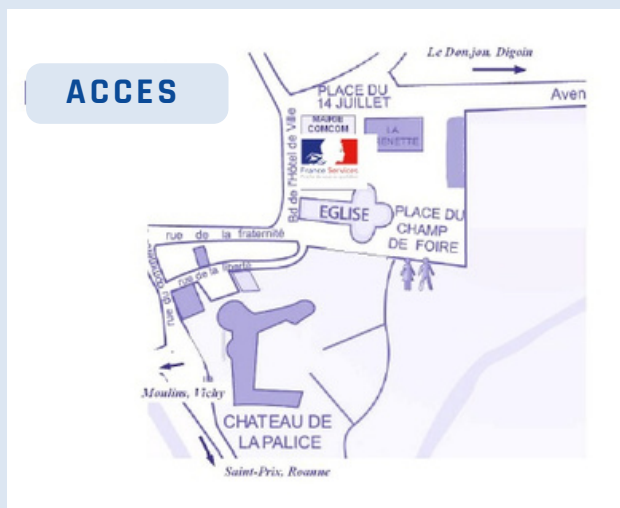 ACCES
Le Donjon, Digoin
PLACE DU
14 JUILLET
Aven
MAIRIE
COMCOM
LA
Bd de l'Hôtel de Ville
France Services
EGLISE
PLACE DU
CHAMP
DE FOIRE
rue de la fraternité
rue de la liberté
rue du
Moulins, Vichy
CHATEAU DE
LA PALICE
Saint-Prix, Roanne